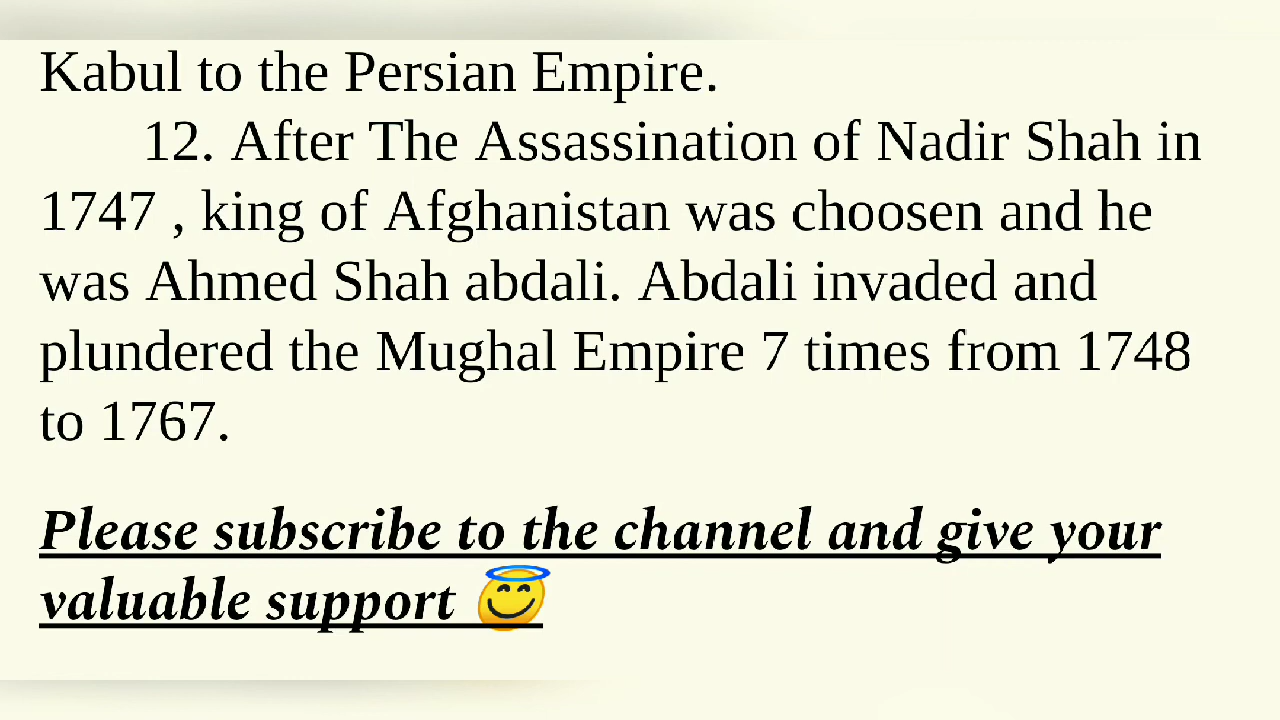 Kabul to the Persian Empire.
12. After The Assassination of Nadir Shah in
1747 , king of Afghanistan was choosen and he
was Ahmed Shah abdali. Abdali invaded and
plundered the Mughal Empire 7 times from 1748
to 1767.
Please subscribe to the channel and give your
valuable support 😇